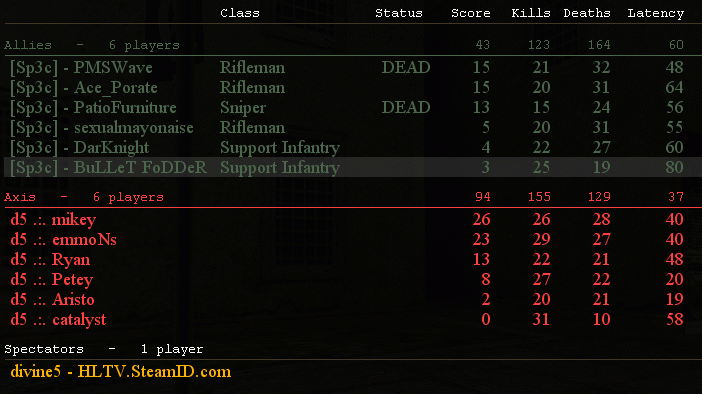 Class Status Score Kills Deaths Latency
Allies - 6 players 43 123 164 60
[Sp3c] - PMSWave Rifleman DEAD 15 21 32 48
[Sp3c] - Ace_Porate Rifleman 15 20 31 64
[Sp3c] - PatioFurniture Sniper DEAD 13 15 24 56
[Sp3c] - sexualmayonaise Rifleman 5 20 31 55
[Sp3c] - DarKnight Support Infantry 4 22 27 60
[Sp3c] - BuLLeT FoDDeR Support Infantry 3 25 19 80
Axis - 6 players 94 155 129 37
d5 .:. mikey 26 26 28 40
d5 .:. emmoNs 23 29 27 40
d5 .:. Ryan 13 22 21 48
d5 .:. Petey 8 27 22 20
d5 .:. Aristo 2 20 21 19
d5 .:. catalyst 0 31 10 58
Spectators - 1 player
divine5 - HLTV.SteamID.com